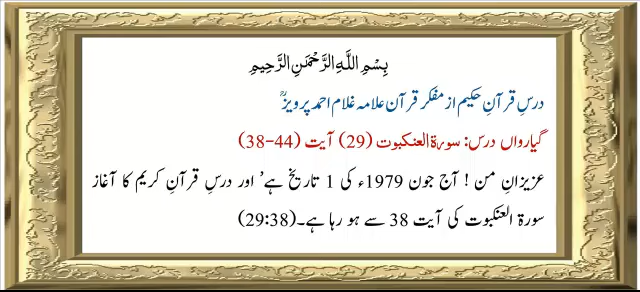 بِسْمِ اللَّهِ الرَّحْمَنِ الرَّحِيمِ
درسِ قرآنِ حکیم از مفکر قرآن علامہ غلام احمد پرویزؒ
گیارواں درس: سورۃ العنکبوت (29) آیت (44-38)
عزیزانِ من ! آج جون 1979ء کی 1 تاریخ ہے' اور درسِ قرآنِ کریم کا آغاز
سورۃ العنکبوت کی آیت 38 سے ہو رہا ہے۔(29:38)